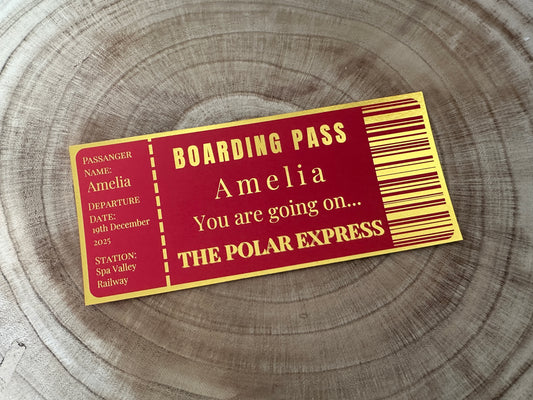 PASSANGER
NAME:
Amelia
DEPARTURE
DATE:
19th December
2025
STATION:
Spa Valley
Railway
BOARDING PASS
Amelia
You are going on...
THE POLAR EXPRESS